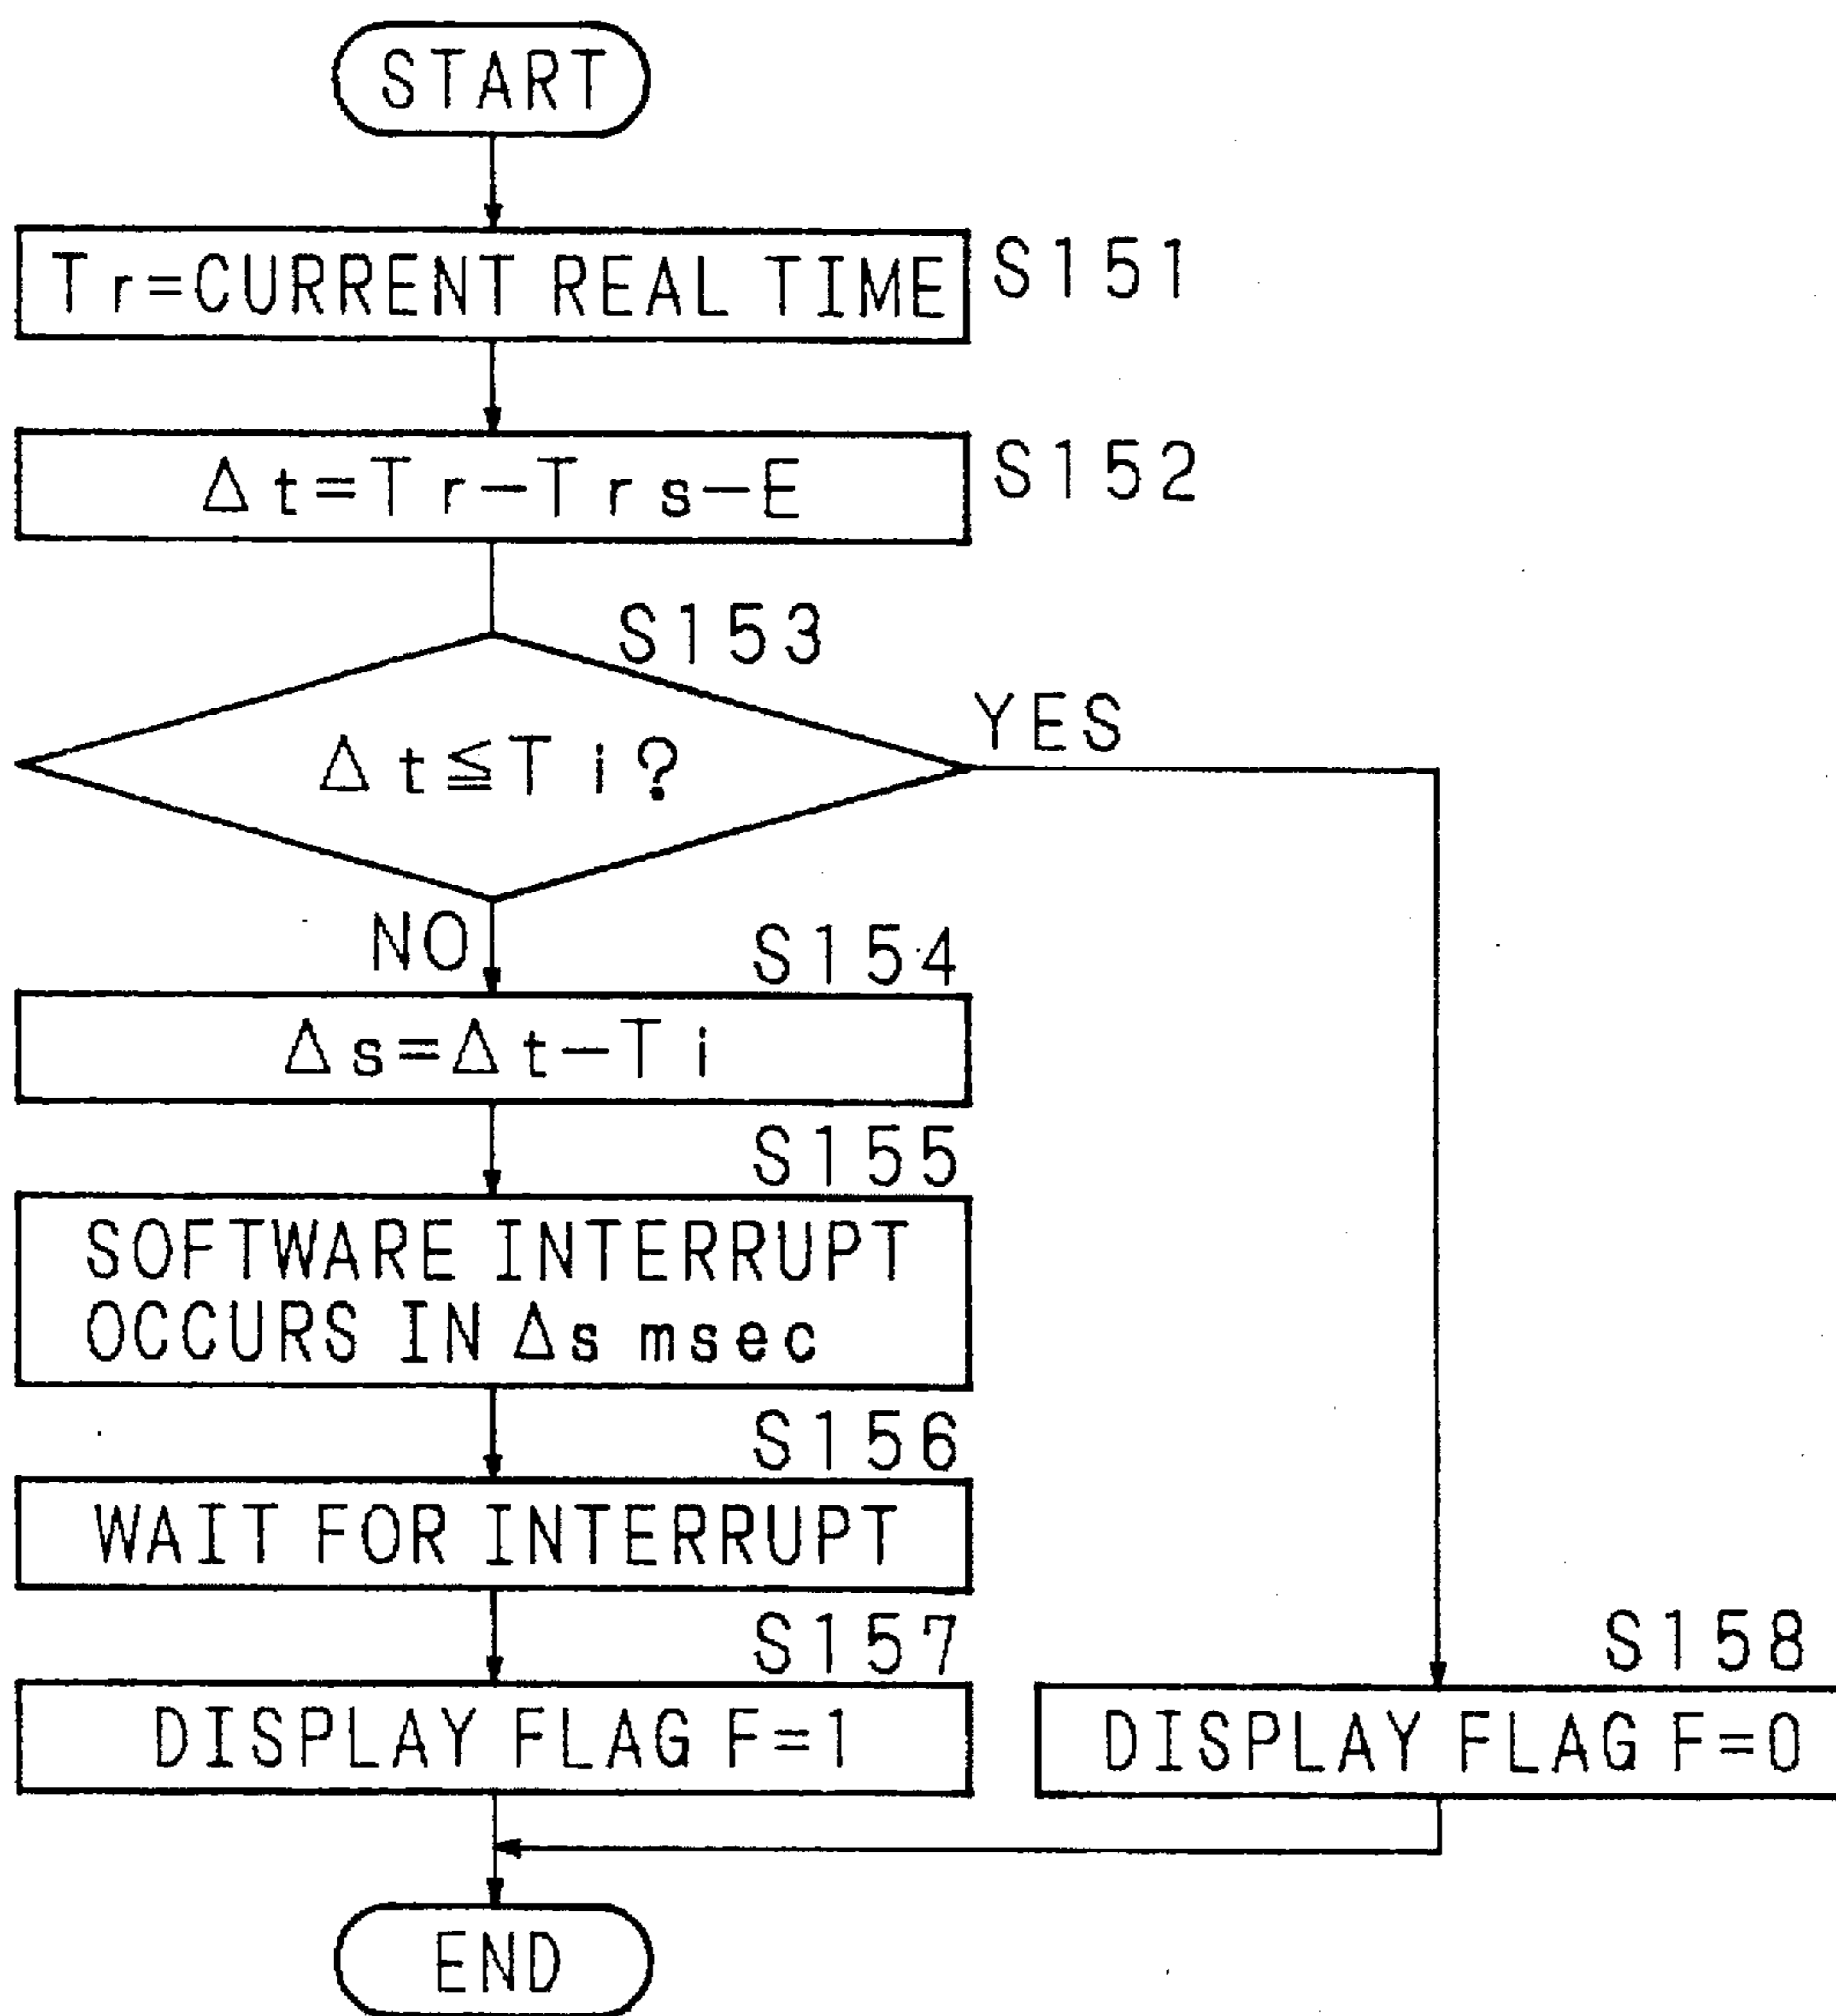 START
Tr=CURRENT REAL TIME
S151
Δt=Tr-Trs-E
S152
S153
Δt≦Ti?
YES
NO
S154
Δs=Δt-Ti
S155
SOFTWARE INTERRUPT
OCCURS IN Δs msec
S156
WAIT FOR INTERRUPT
S157
DISPLAY FLAG F=1
S158
DISPLAY FLAG F=0
END